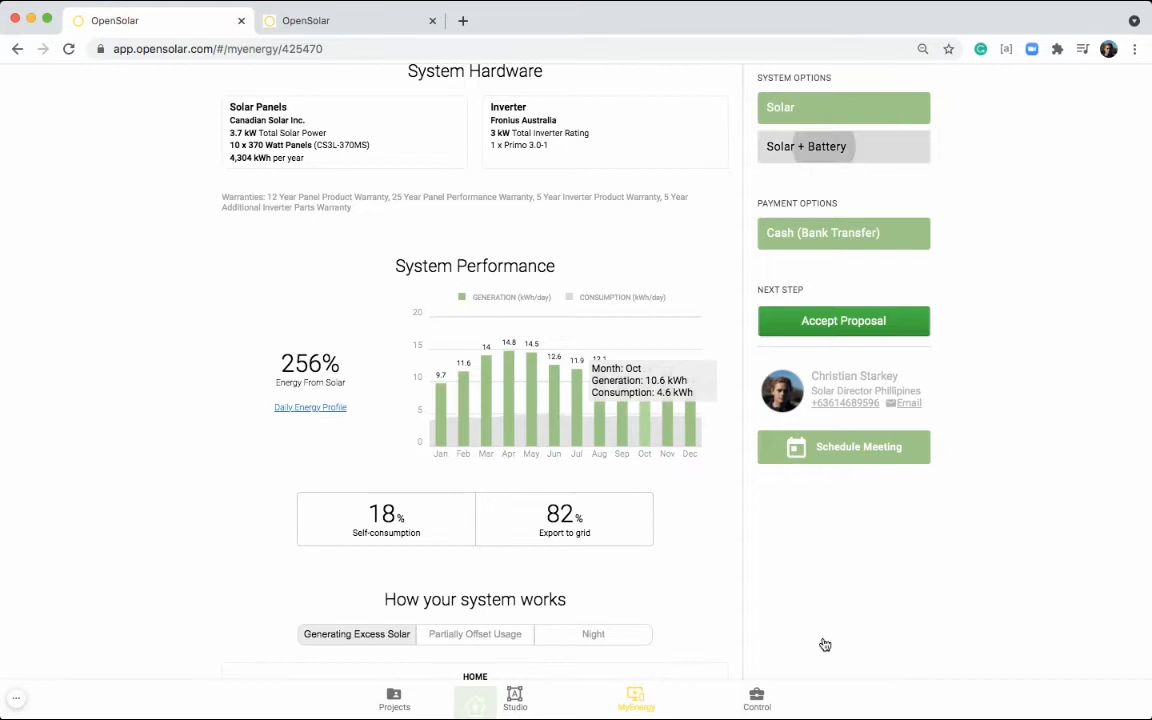 OpenSolar
OpenSolar
app.opensolar.com/#/myenergy/425470
System Hardware
Solar Panels
Canadian Solar Inc.
3.7 kW Total Solar Power
10 x 370 Watt Panels (CS3L-370MS)
4,304 kWh per year
Inverter
Fronius Australia
3 kW Total Inverter Rating
1 x Primo 3.0-1
Warranties: 12 Year Panel Product Warranty, 25 Year Panel Performance Warranty, 5 Year Inverter Product Warranty, 5 Year
Additional Inverter Parts Warranty
System Performance
GENERATION (kWh/day) CONSUMPTION (kWh/day)
256%
Energy From Solar
Daily Energy Profile
20
15
10
5
0
9.7 11.6 14 14.8 14.5 12.6 11.9 12.1
Month: Oct
Generation: 10.6 kWh
Consumption: 4.6 kWh
Jan Feb Mar Apr May Jun Jul Aug Sep Oct Nov Dec
18%
Self-consumption
82%
Export to grid
How your system works
Generating Excess Solar Partially Offset Usage Night
HOME
SYSTEM OPTIONS
Solar
Solar + Battery
PAYMENT OPTIONS
Cash (Bank Transfer)
NEXT STEP
Accept Proposal
Christian Starkey
Solar Director Phillipines
+63614689596 Email
Schedule Meeting
Projects
Studio
MyEnergy
Control